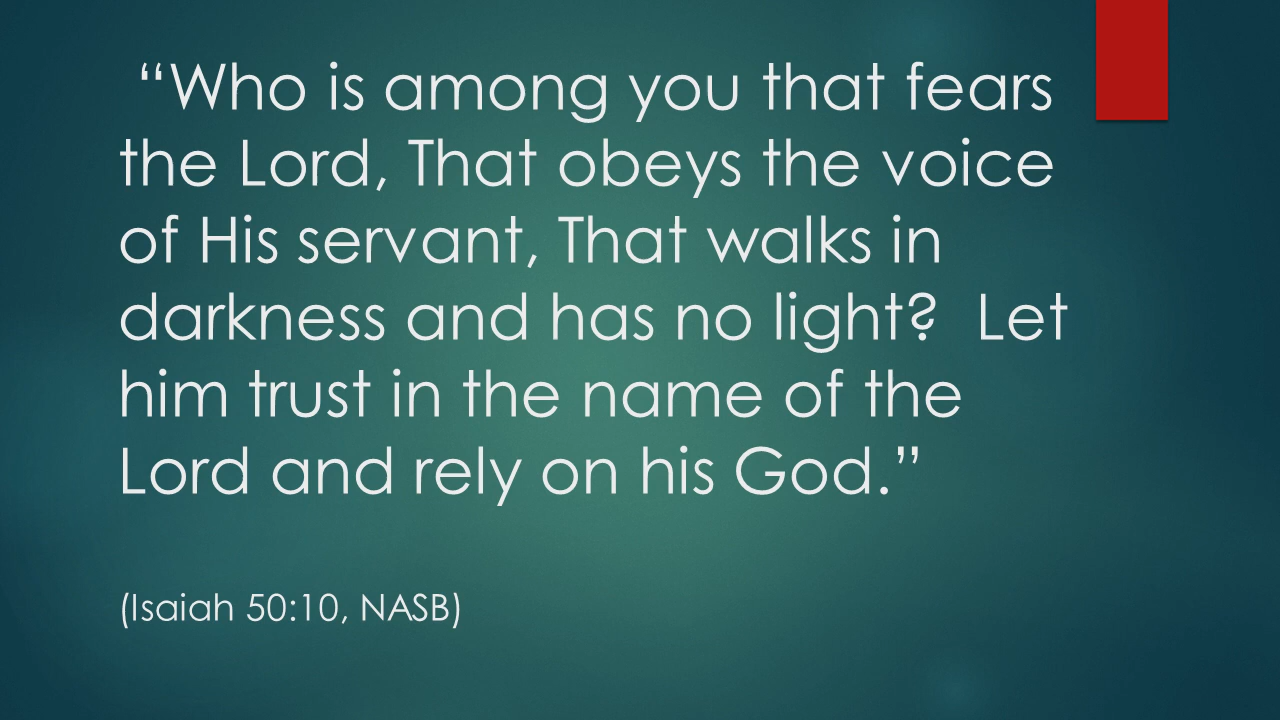 “Who is among you that fears
the Lord, That obeys the voice
of His servant, That walks in
darkness and has no light?  Let
him trust in the name of the
Lord and rely on his God.”
(Isaiah 50:10, NASB)